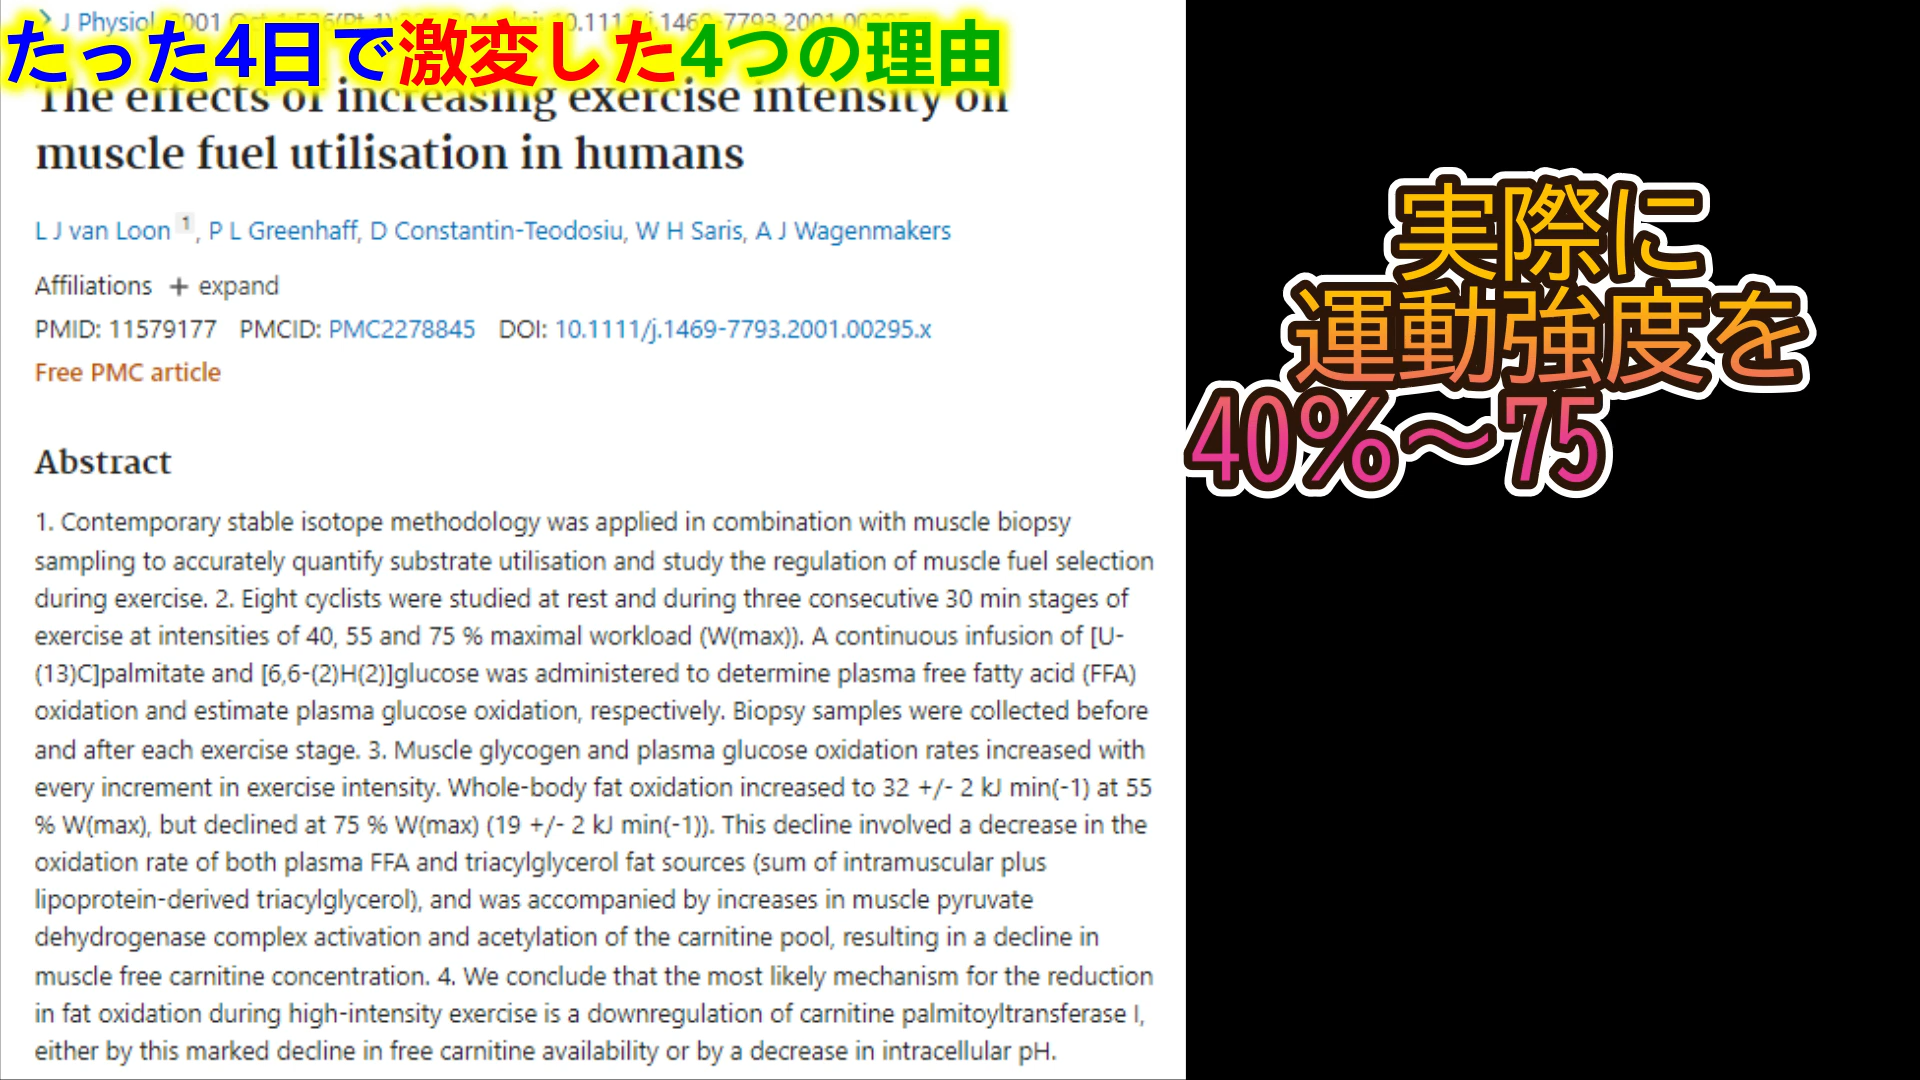 たった4日で激変した4つの理由
J Physiol
The effects of increasing exercise intensity on
muscle fuel utilisation in humans
L J van Loon 1, P L Greenhaff, D Constantin-Teodosiu, W H Saris, A J Wagenmakers
Affiliations + expand
PMID: 11579177 PMCID: PMC2278845 DOI: 10.1111/j.1469-7793.2001.00295.x
Free PMC article
Abstract
1. Contemporary stable isotope methodology was applied in combination with muscle biopsy
sampling to accurately quantify substrate utilisation and study the regulation of muscle fuel selection
during exercise. 2. Eight cyclists were studied at rest and during three consecutive 30 min stages of
exercise at intensities of 40, 55 and 75 % maximal workload (W(max)). A continuous infusion of [U-
(13)C]palmitate and [6,6-(2)H(2)]glucose was administered to determine plasma free fatty acid (FFA)
oxidation and estimate plasma glucose oxidation, respectively. Biopsy samples were collected before
and after each exercise stage. 3. Muscle glycogen and plasma glucose oxidation rates increased with
every increment in exercise intensity. Whole-body fat oxidation increased to 32 +/- 2 kJ min(-1) at 55
% W(max), but declined at 75 % W(max) (19 +/- 2 kJ min(-1)). This decline involved a decrease in the
oxidation rate of both plasma FFA and triacylglycerol fat sources (sum of intramuscular plus
lipoprotein-derived triacylglycerol), and was accompanied by increases in muscle pyruvate
dehydrogenase complex activation and acetylation of the carnitine pool, resulting in a decline in
muscle free carnitine concentration. 4. We conclude that the most likely mechanism for the reduction
in fat oxidation during high-intensity exercise is a downregulation of carnitine palmitoyltransferase I,
either by this marked decline in free carnitine availability or by a decrease in intracellular pH.
実際に
運動強度を
40%～75